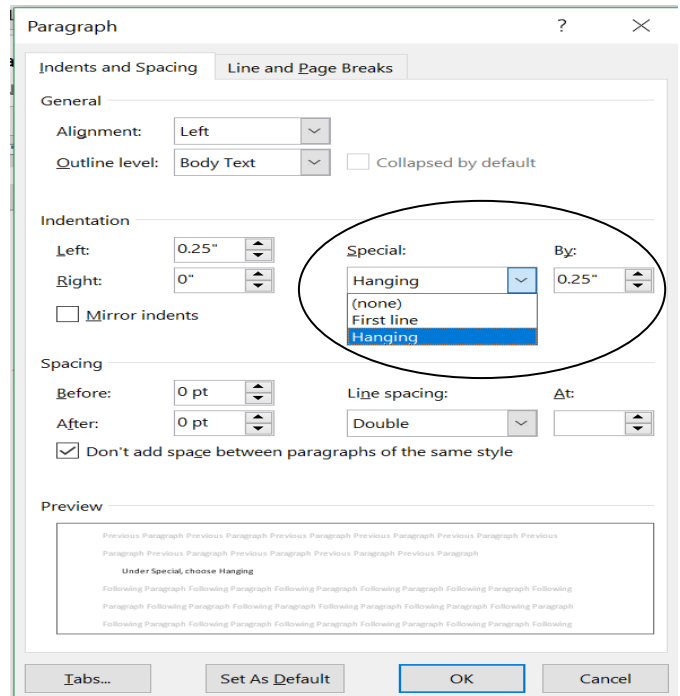 Paragraph ?
Indents and Spacing Line and Page Breaks
General
Alignment: Left
Outline level: Body Text Collapsed by default
Indentation
Left: 0.25" Special: By:
Right: 0" Hanging 0.25"
(none)
Mirror indents First line
Hanging
Spacing
Before: 0 pt Line spacing: At:
After: 0 pt Double
Don't add space between paragraphs of the same style
Preview
Previous Paragraph Previous Paragraph Previous Paragraph Previous Paragraph Previous Paragraph Previous
Paragraph Previous Paragraph Previous Paragraph Previous Paragraph Previous Paragraph
Under Special, choose Hanging
Following Paragraph Following Paragraph Following Paragraph Following Paragraph Following Paragraph Following
Paragraph Following Paragraph Following Paragraph Following Paragraph Following Paragraph Following Paragraph
Following Paragraph Following Paragraph Following Paragraph Following Paragraph Following Paragraph Following
Tabs... Set As Default OK Cancel